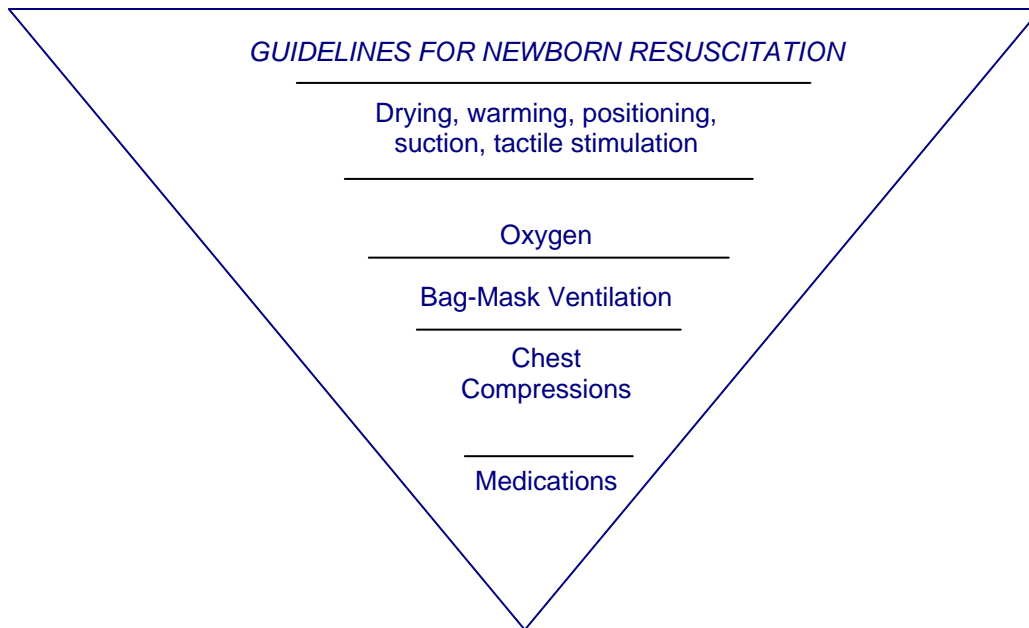 GUIDELINES FOR NEWBORN RESUSCITATION
Drying, warming, positioning,
suction, tactile stimulation
Oxygen
Bag-Mask Ventilation
Chest
Compressions
Medications